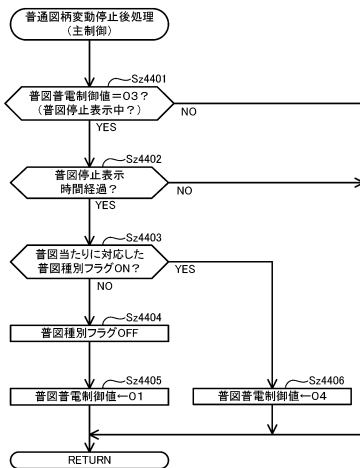 普通図柄変動停止後処理
(主制御)
Sz4401
普図普電制御値=03?
(普図停止表示中?)
NO
YES
Sz4402
普図停止表示
時間経過?
NO
YES
Sz4403
普図当たりに対応した
普図種別フラグON?
YES
NO
Sz4404
普図種別フラグOFF
Sz4405
普図普電制御値←01
Sz4406
普図普電制御値←04
RETURN